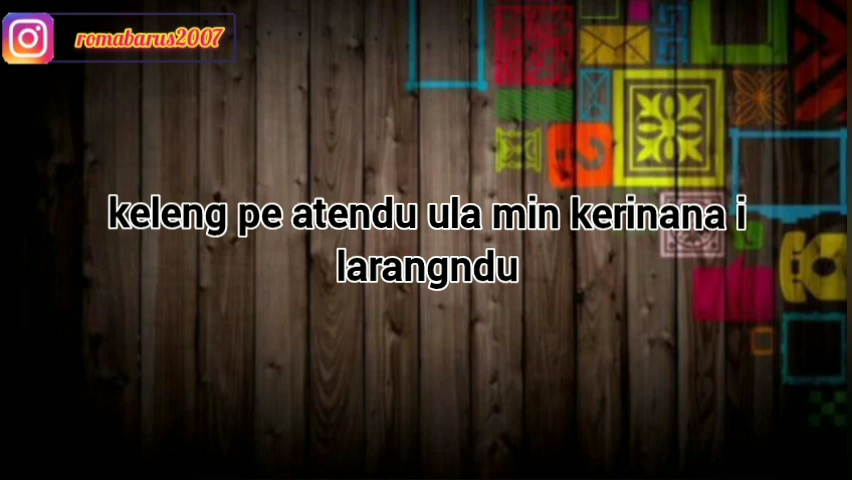 romabarus2007
keleng pe atendu ula min kerinana i
larangndu